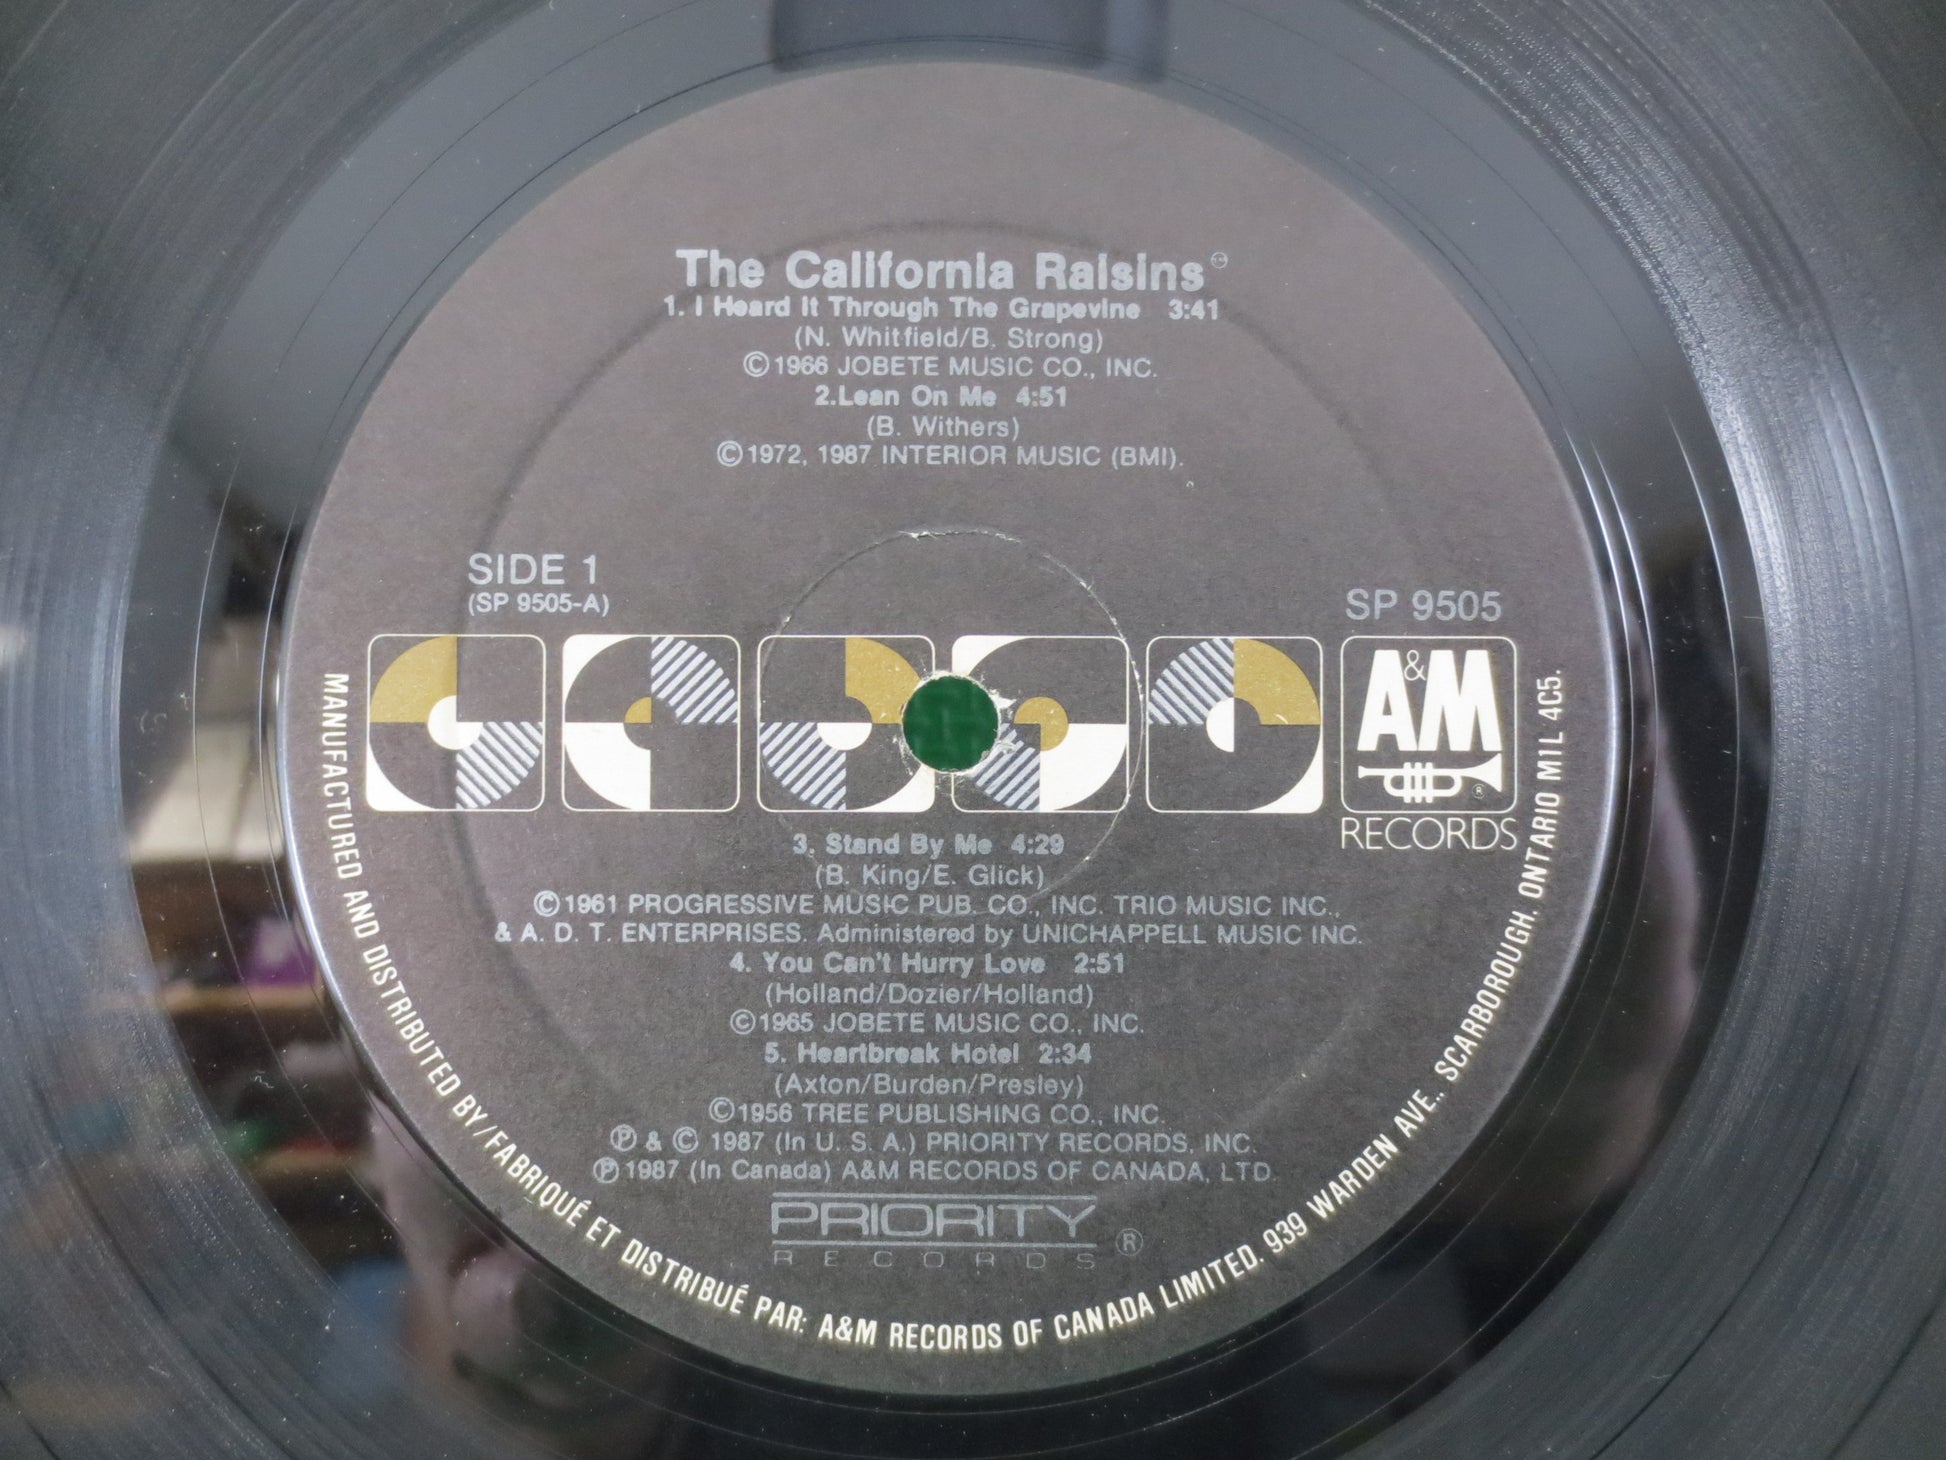 The California Raisins™
1. I Heard It Through The Grapevine 3:41
(N. Whitfield/B. Strong)
©1966 JOBETE MUSIC CO., INC.
2.Lean On Me 4:51
(B. Withers)
©1972, 1987 INTERIOR MUSIC (BMI).
SIDE 1
(SP 9505-A)
SP 9505
A&M
®
RECORDS
3. Stand By Me 4:29
(B. King/E. Glick)
©1961 PROGRESSIVE MUSIC PUB. CO., INC. TRIO MUSIC INC.,
& A. D. T. ENTERPRISES. Administered by UNICHAPPELL MUSIC INC.
4. You Can't Hurry Love 2:51
(Holland/Dozier/Holland)
©1965 JOBETE MUSIC CO., INC.
5. Heartbreak Hotel 2:34
(Axton/Burden/Presley)
©1956 TREE PUBLISHING CO., INC.
℗ & © 1987 (In U. S. A.) PRIORITY RECORDS, INC.
℗1987 (In Canada) A&M RECORDS OF CANADA, LTD.
PRIORITY
RECORDS ®
MANUFACTURED AND DISTRIBUTED BY/FABRIQUÉ ET DISTRIBUÉ PAR: A&M RECORDS OF CANADA LIMITED. 939 WARDEN AVE., SCARBOROUGH, ONTARIO M1L 4C5.